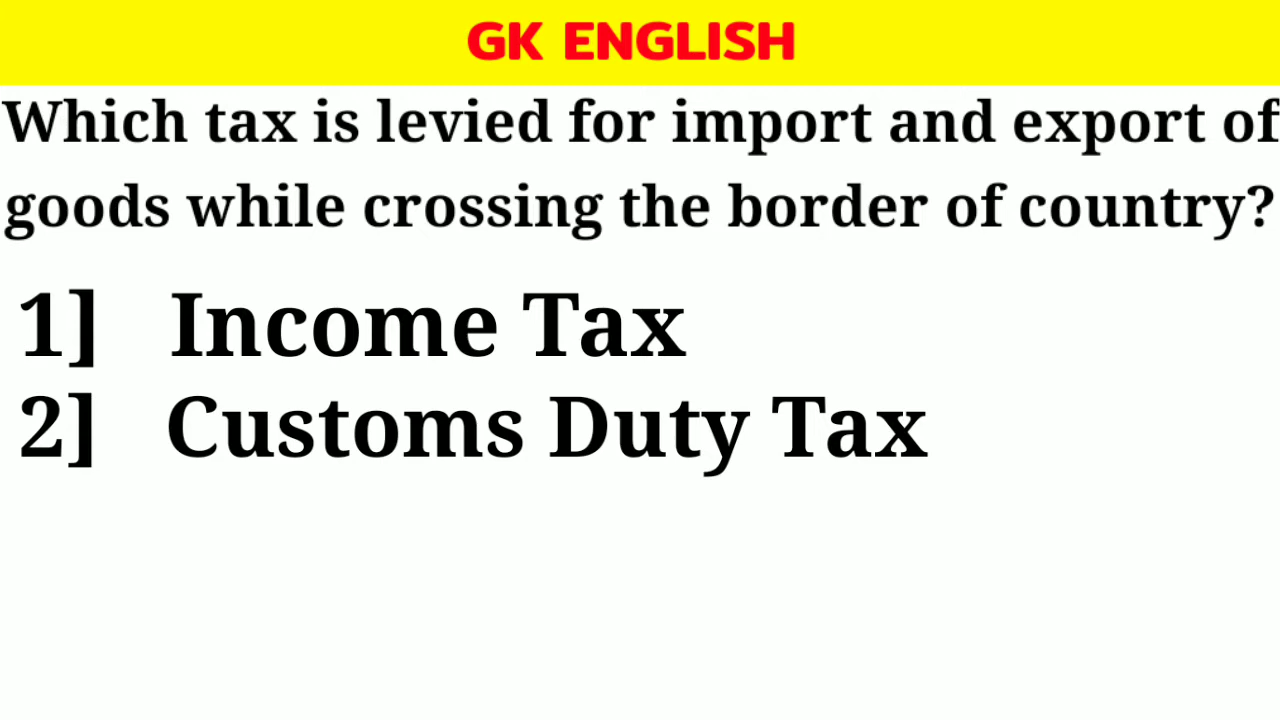 GK ENGLISH
Which tax is levied for import and export of
goods while crossing the border of country?
1] Income Tax
2] Customs Duty Tax